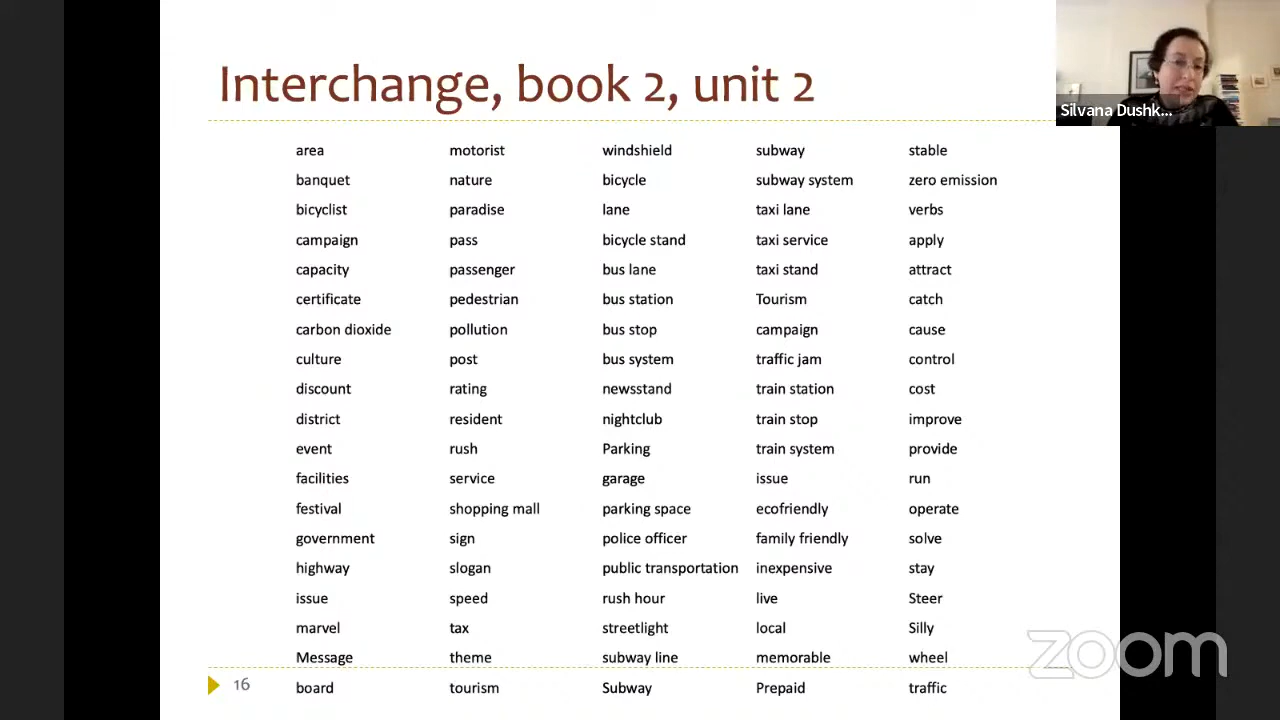 Interchange, book 2, unit 2
Silvana Dushk...
area
banquet
bicyclist
campaign
capacity
certificate
carbon dioxide
culture
discount
district
event
facilities
festival
government
highway
issue
marvel
Message
board
motorist
nature
paradise
pass
passenger
pedestrian
pollution
post
rating
resident
rush
service
shopping mall
sign
slogan
speed
tax
theme
tourism
windshield
bicycle
lane
bicycle stand
bus lane
bus station
bus stop
bus system
newsstand
nightclub
Parking
garage
parking space
police officer
public transportation
rush hour
streetlight
subway line
Subway
subway
subway system
taxi lane
taxi service
taxi stand
Tourism
campaign
traffic jam
train station
train stop
train system
issue
ecofriendly
family friendly
inexpensive
live
local
memorable
Prepaid
stable
zero emission
verbs
apply
attract
catch
cause
control
cost
improve
provide
run
operate
solve
stay
Steer
Silly
wheel
traffic
16
zoom